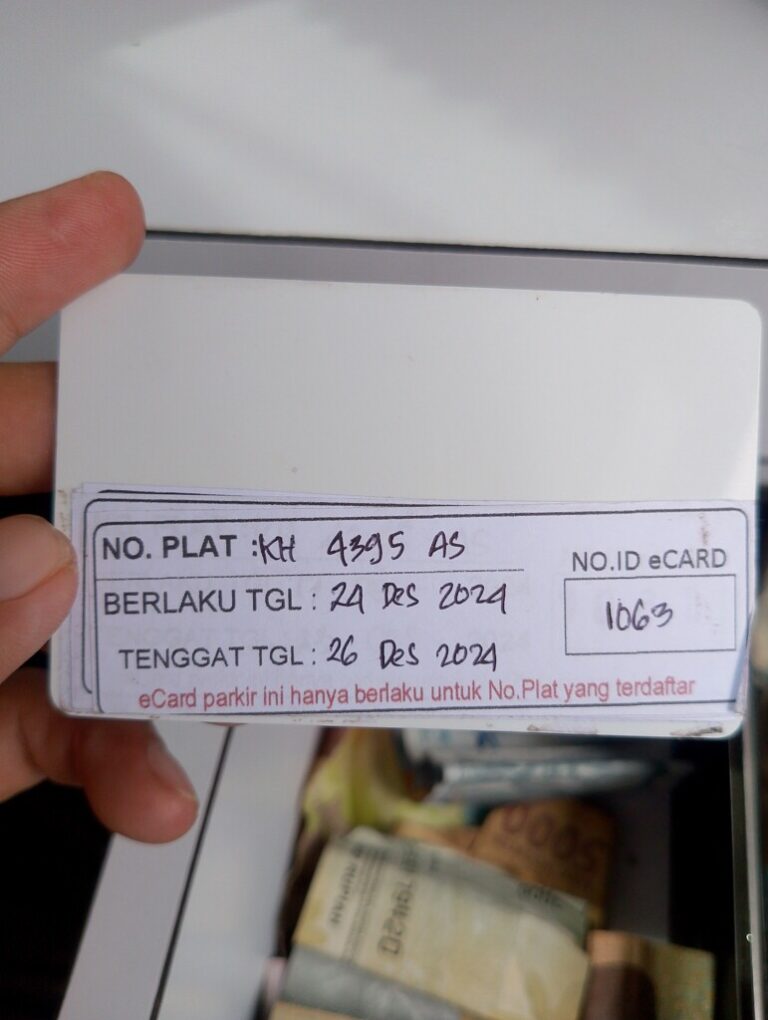 NO. PLAT : KH 4395 AS
NO.ID eCARD
BERLAKU TGL : 24 Des 2024
1063
TENGGAT TGL : 26 Des 2024
eCard parkir ini hanya berlaku untuk No.Plat yang terdaftar
5000